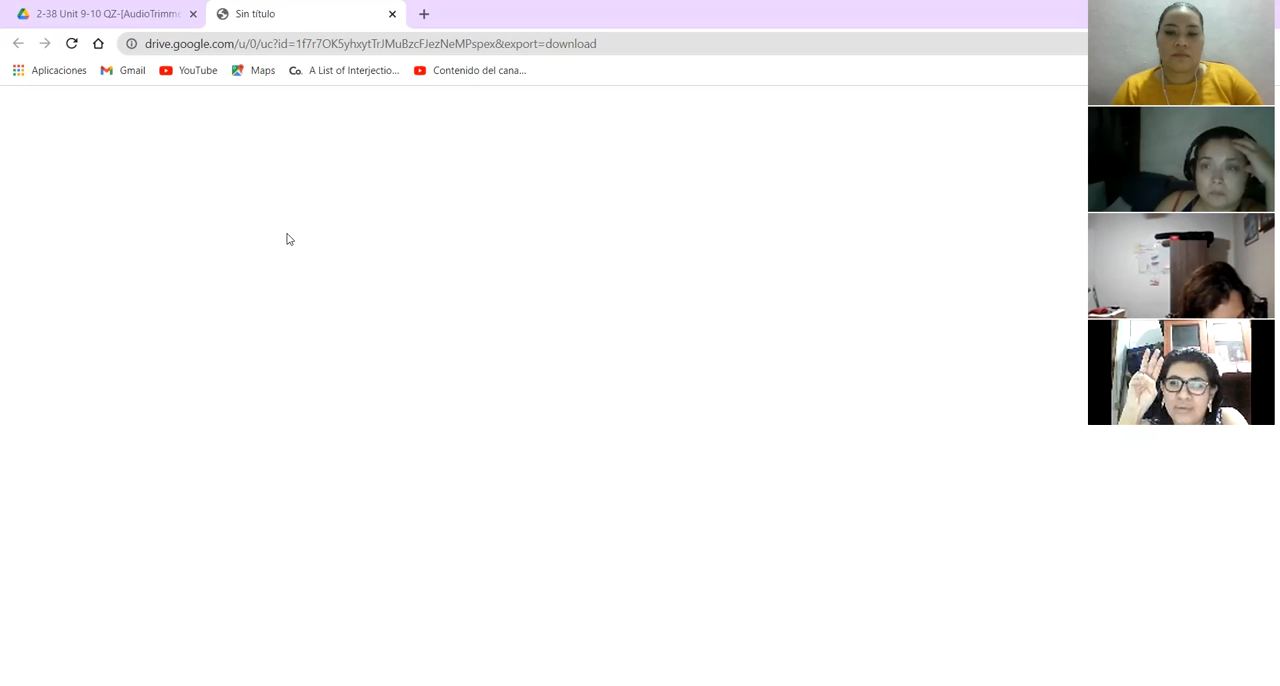 2-38 Unit 9-10 QZ-[AudioTrimme
Sin título
drive.google.com/u/0/uc?id=1f7r7OK5yhxytTrJMuBzcFJezNeMPspex&export=download
Aplicaciones Gmail YouTube Maps Co. A List of Interjectio... Contenido del cana...